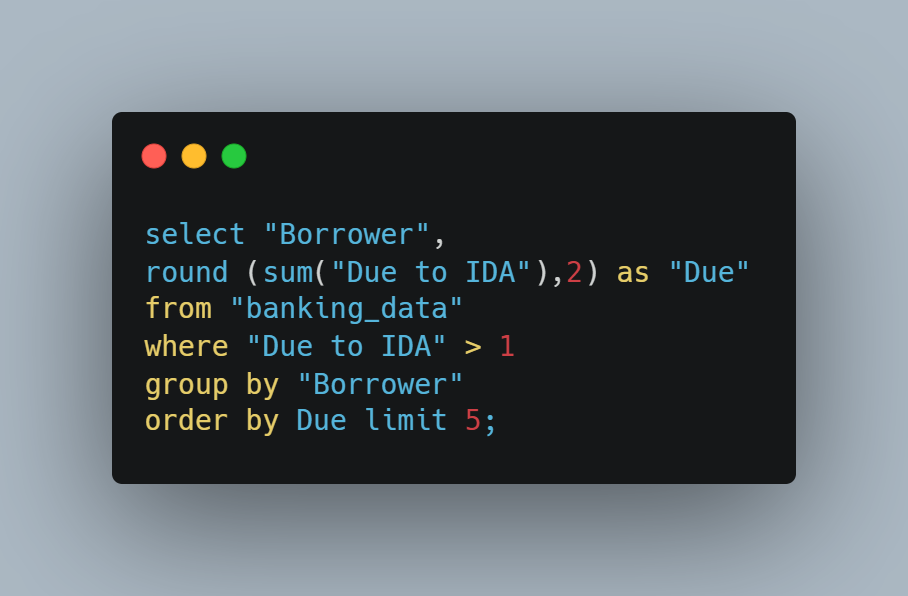 select "Borrower",
round (sum("Due to IDA"),2) as "Due"
from "banking_data"
where "Due to IDA" > 1
group by "Borrower"
order by Due limit 5;